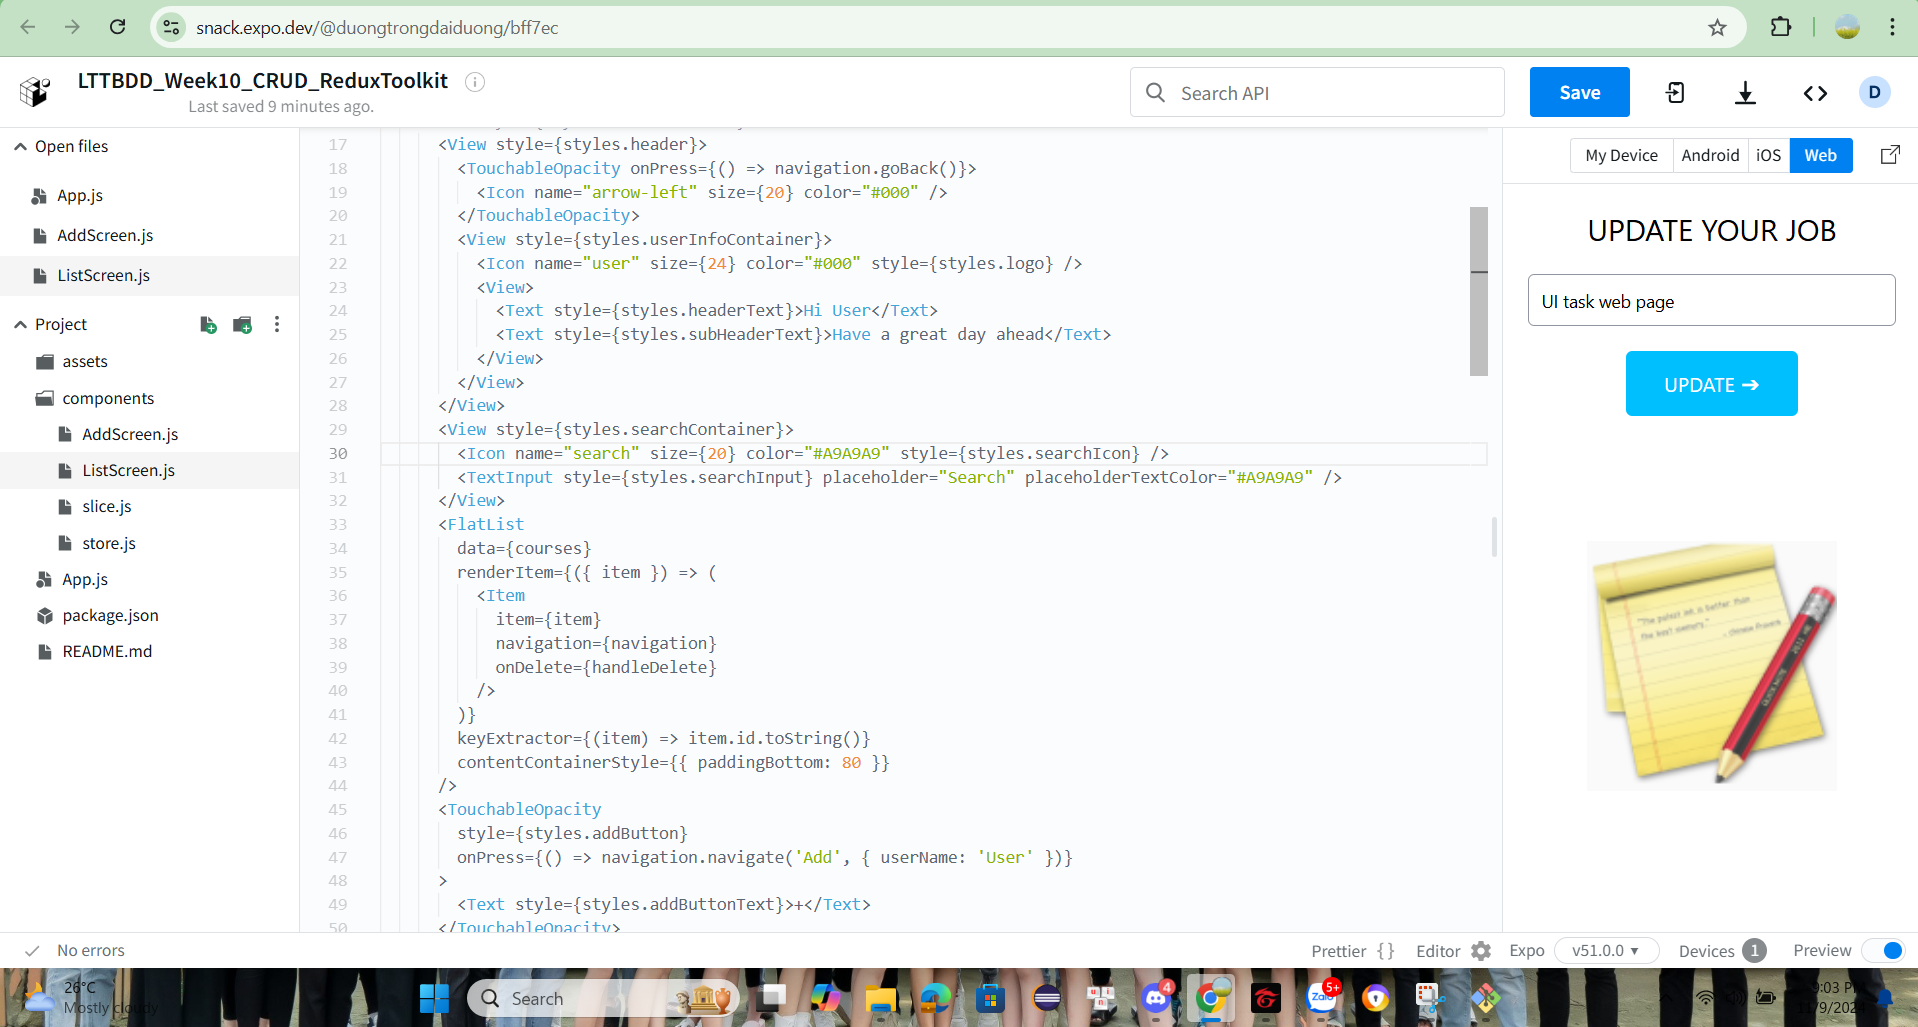 snack.expo.dev/@duongtrongdaiduong/bff7ec
LTTBDD_Week10_CRUD_ReduxToolkit
Last saved 9 minutes ago.
Search API
Save
D
Open files
App.js
AddScreen.js
ListScreen.js
Project
assets
components
AddScreen.js
ListScreen.js
slice.js
store.js
App.js
package.json
README.md
17 <View style={styles.header}>
18 <TouchableOpacity onPress={() => navigation.goBack()}>
19 <Icon name="arrow-left" size={20} color="#000" />
20 </TouchableOpacity>
21 <View style={styles.userInfoContainer}>
22 <Icon name="user" size={24} color="#000" style={styles.logo} />
23 <View>
24 <Text style={styles.headerText}>Hi User</Text>
25 <Text style={styles.subHeaderText}>Have a great day ahead</Text>
26 </View>
27 </View>
28 </View>
29 <View style={styles.searchContainer}>
30 <Icon name="search" size={20} color="#A9A9A9" style={styles.searchIcon} />
31 <TextInput style={styles.searchInput} placeholder="Search" placeholderTextColor="#A9A9A9" />
32 </View>
33 <FlatList
34 data={courses}
35 renderItem={({ item }) => (
36 <Item
37 item={item}
38 navigation={navigation}
39 onDelete={handleDelete}
40 />
41 )}
42 keyExtractor={(item) => item.id.toString()}
43 contentContainerStyle={{ paddingBottom: 80 }}
44 />
45 <TouchableOpacity
46 style={styles.addButton}
47 onPress={() => navigation.navigate('Add', { userName: 'User' })}
48 >
49 <Text style={styles.addButtonText}>+</Text>
50 </TouchableOpacity>
My Device
Android
iOS
Web
UPDATE YOUR JOB
UI task web page
UPDATE ➔
No errors
Prettier { }
Editor
Expo
v51.0.0 ▾
Devices 1
Preview
26°C
Mostly cloudy
Search
4
Zalo
5+